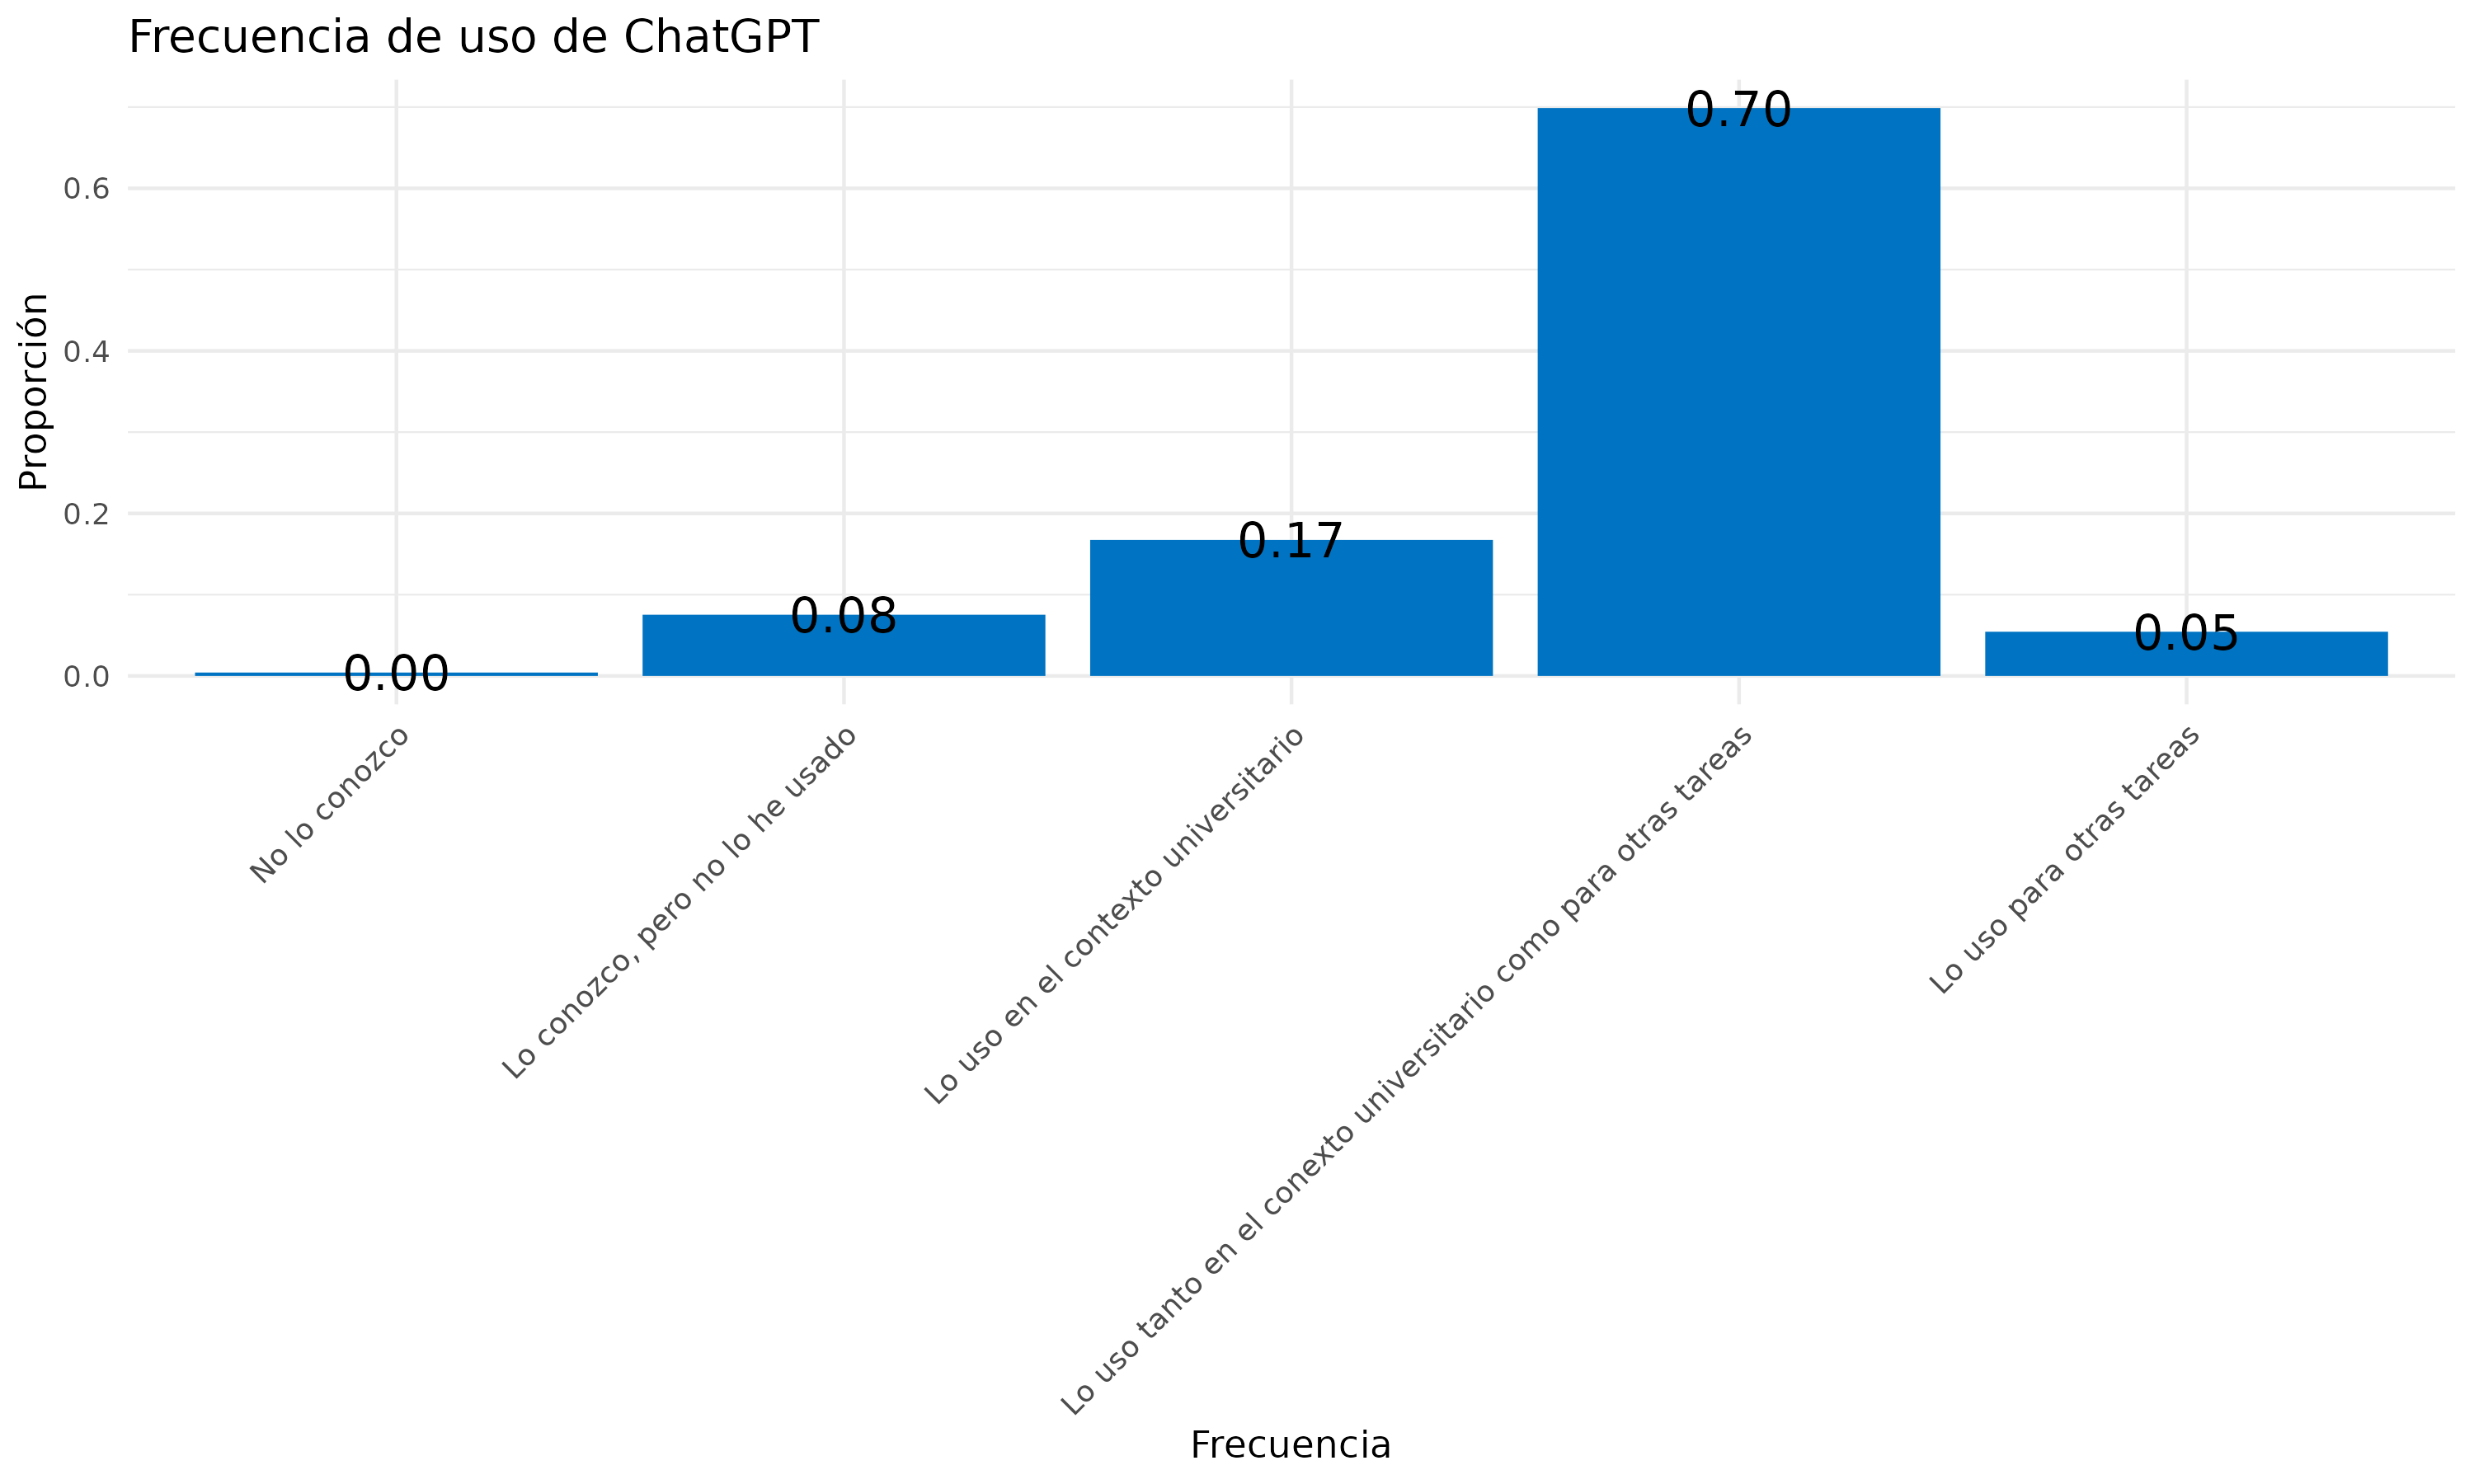 Frecuencia de uso de ChatGPT
Proporción
0.6
0.4
0.2
0.0
0.00
0.08
0.17
0.70
0.05
No lo conozco
Lo conozco, pero no lo he usado
Lo uso en el contexto universitario
Lo uso tanto en el conexto universitario como para otras tareas
Lo uso para otras tareas
Frecuencia